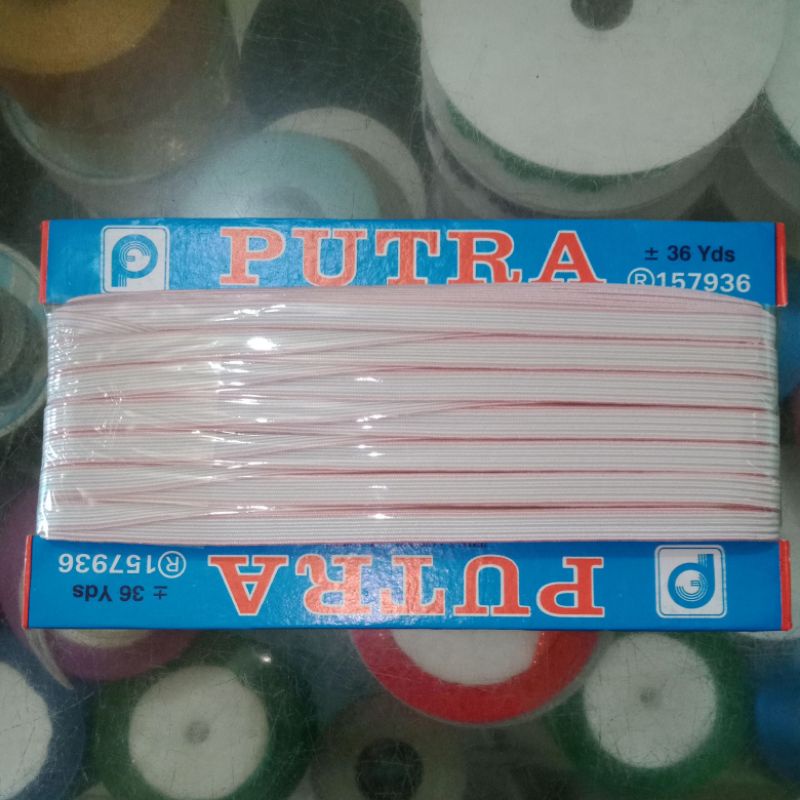 PUTRA
± 36 Yds
®157936
PUTRA
± 36 Yds
®157936